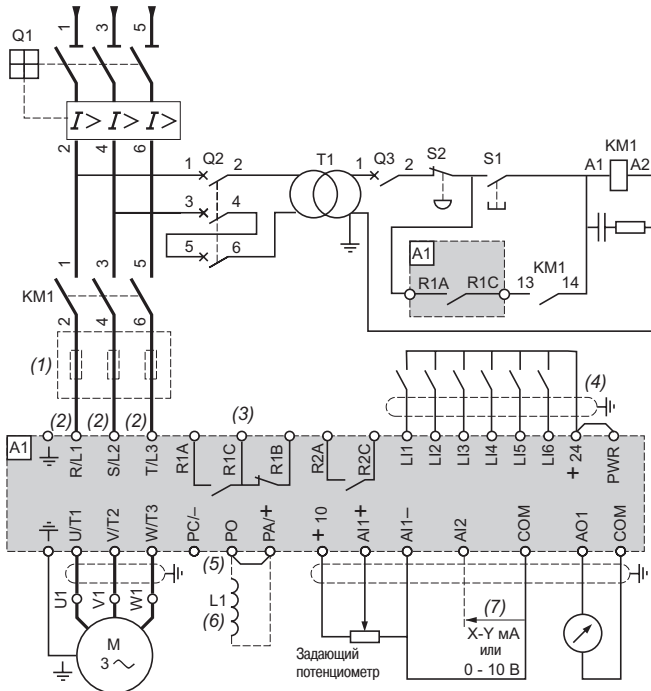 1 3 5
Q1
I> I> I>
2 4 6
1 Q2 2 T1 1 Q3 2 S2 S1 KM1
A1 A2
3 4
5 6
A1
R1A R1C 13 KM1 14
1 3 5
KM1
2 4 6
(1)
(2) (2) (2) (3) (4)
A1
R/L1 S/L2 T/L3 R1A R1C R1B R2A R2C LI1 LI2 LI3 LI4 LI5 LI6 +24 PWR
U/T1 V/T2 W/T3 PC/– PO PA/+ +10 AI1+ AI1– AI2 COM AO1 COM
(5)
U1 V1 W1
L1
(6)
(7)
X-Y мА
или
0 - 10 В
M
3 ~
Задающий
потенциометр